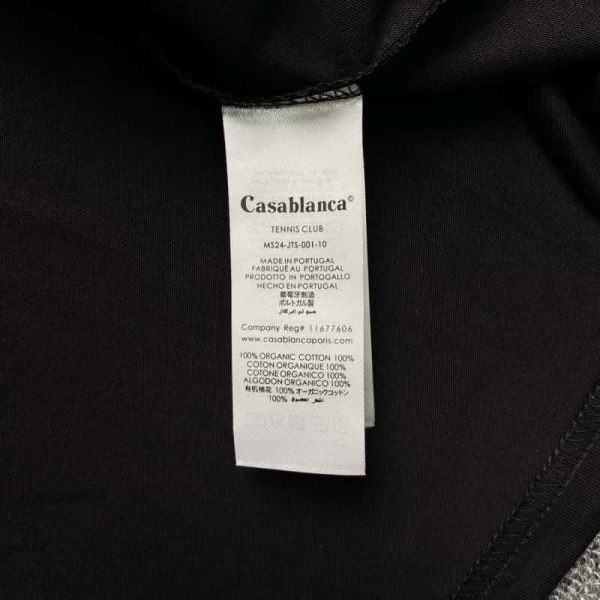 Casablanca©
TENNIS CLUB
MS24-JTS-001-10
MADE IN PORTUGAL
FABRIQUÉ AU PORTUGAL
PRODOTTO IN PORTOGALLO
HECHO EN PORTUGAL
葡萄牙制造
ポルトガル製
Company Reg# 11677606
www.casablancaparis.com
100% ORGANIC COTTON 100%
COTON ORGANIQUE 100%
COTONE ORGANICO 100%
ALGODON ORGANICO 100%
有机棉花 100% オーガニックコットン
100%